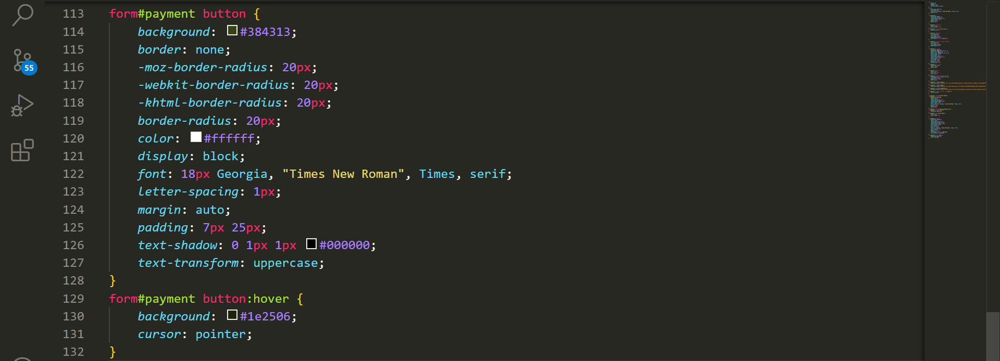 113 form#payment button {
114 background: #384313;
115 border: none;
55
116 -moz-border-radius: 20px;
117 -webkit-border-radius: 20px;
118 -khtml-border-radius: 20px;
119 border-radius: 20px;
120 color: #ffffff;
121 display: block;
122 font: 18px Georgia, "Times New Roman", Times, serif;
123 letter-spacing: 1px;
124 margin: auto;
125 padding: 7px 25px;
126 text-shadow: 0 1px 1px #000000;
127 text-transform: uppercase;
128 }
129 form#payment button:hover {
130 background: #1e2506;
131 cursor: pointer;
132 }